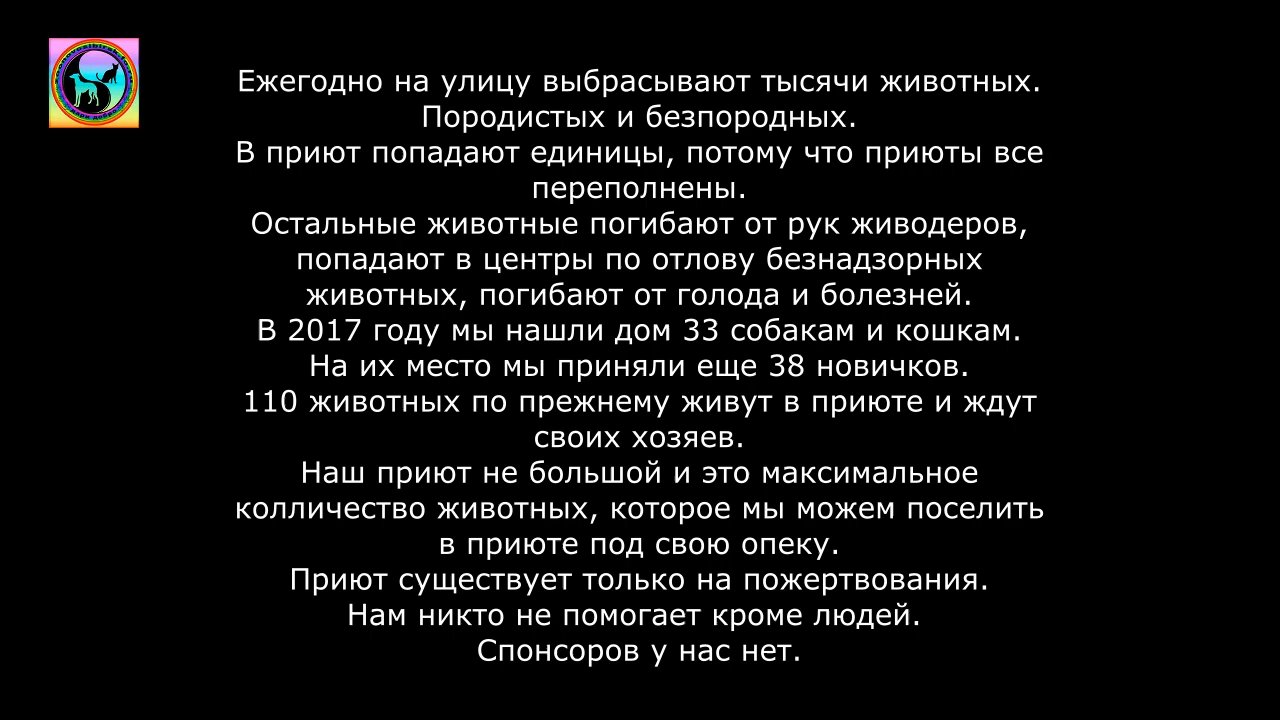 Ежегодно на улицу выбрасывают тысячи животных.
Породистых и безпородных.
В приют попадают единицы, потому что приюты все
переполнены.
Остальные животные погибают от рук живодеров,
попадают в центры по отлову безнадзорных
животных, погибают от голода и болезней.
В 2017 году мы нашли дом 33 собакам и кошкам.
На их место мы приняли еще 38 новичков.
110 животных по прежнему живут в приюте и ждут
своих хозяев.
Наш приют не большой и это максимальное
колличество животных, которое мы можем поселить
в приюте под свою опеку.
Приют существует только на пожертвования.
Нам никто не помогает кроме людей.
Спонсоров у нас нет.